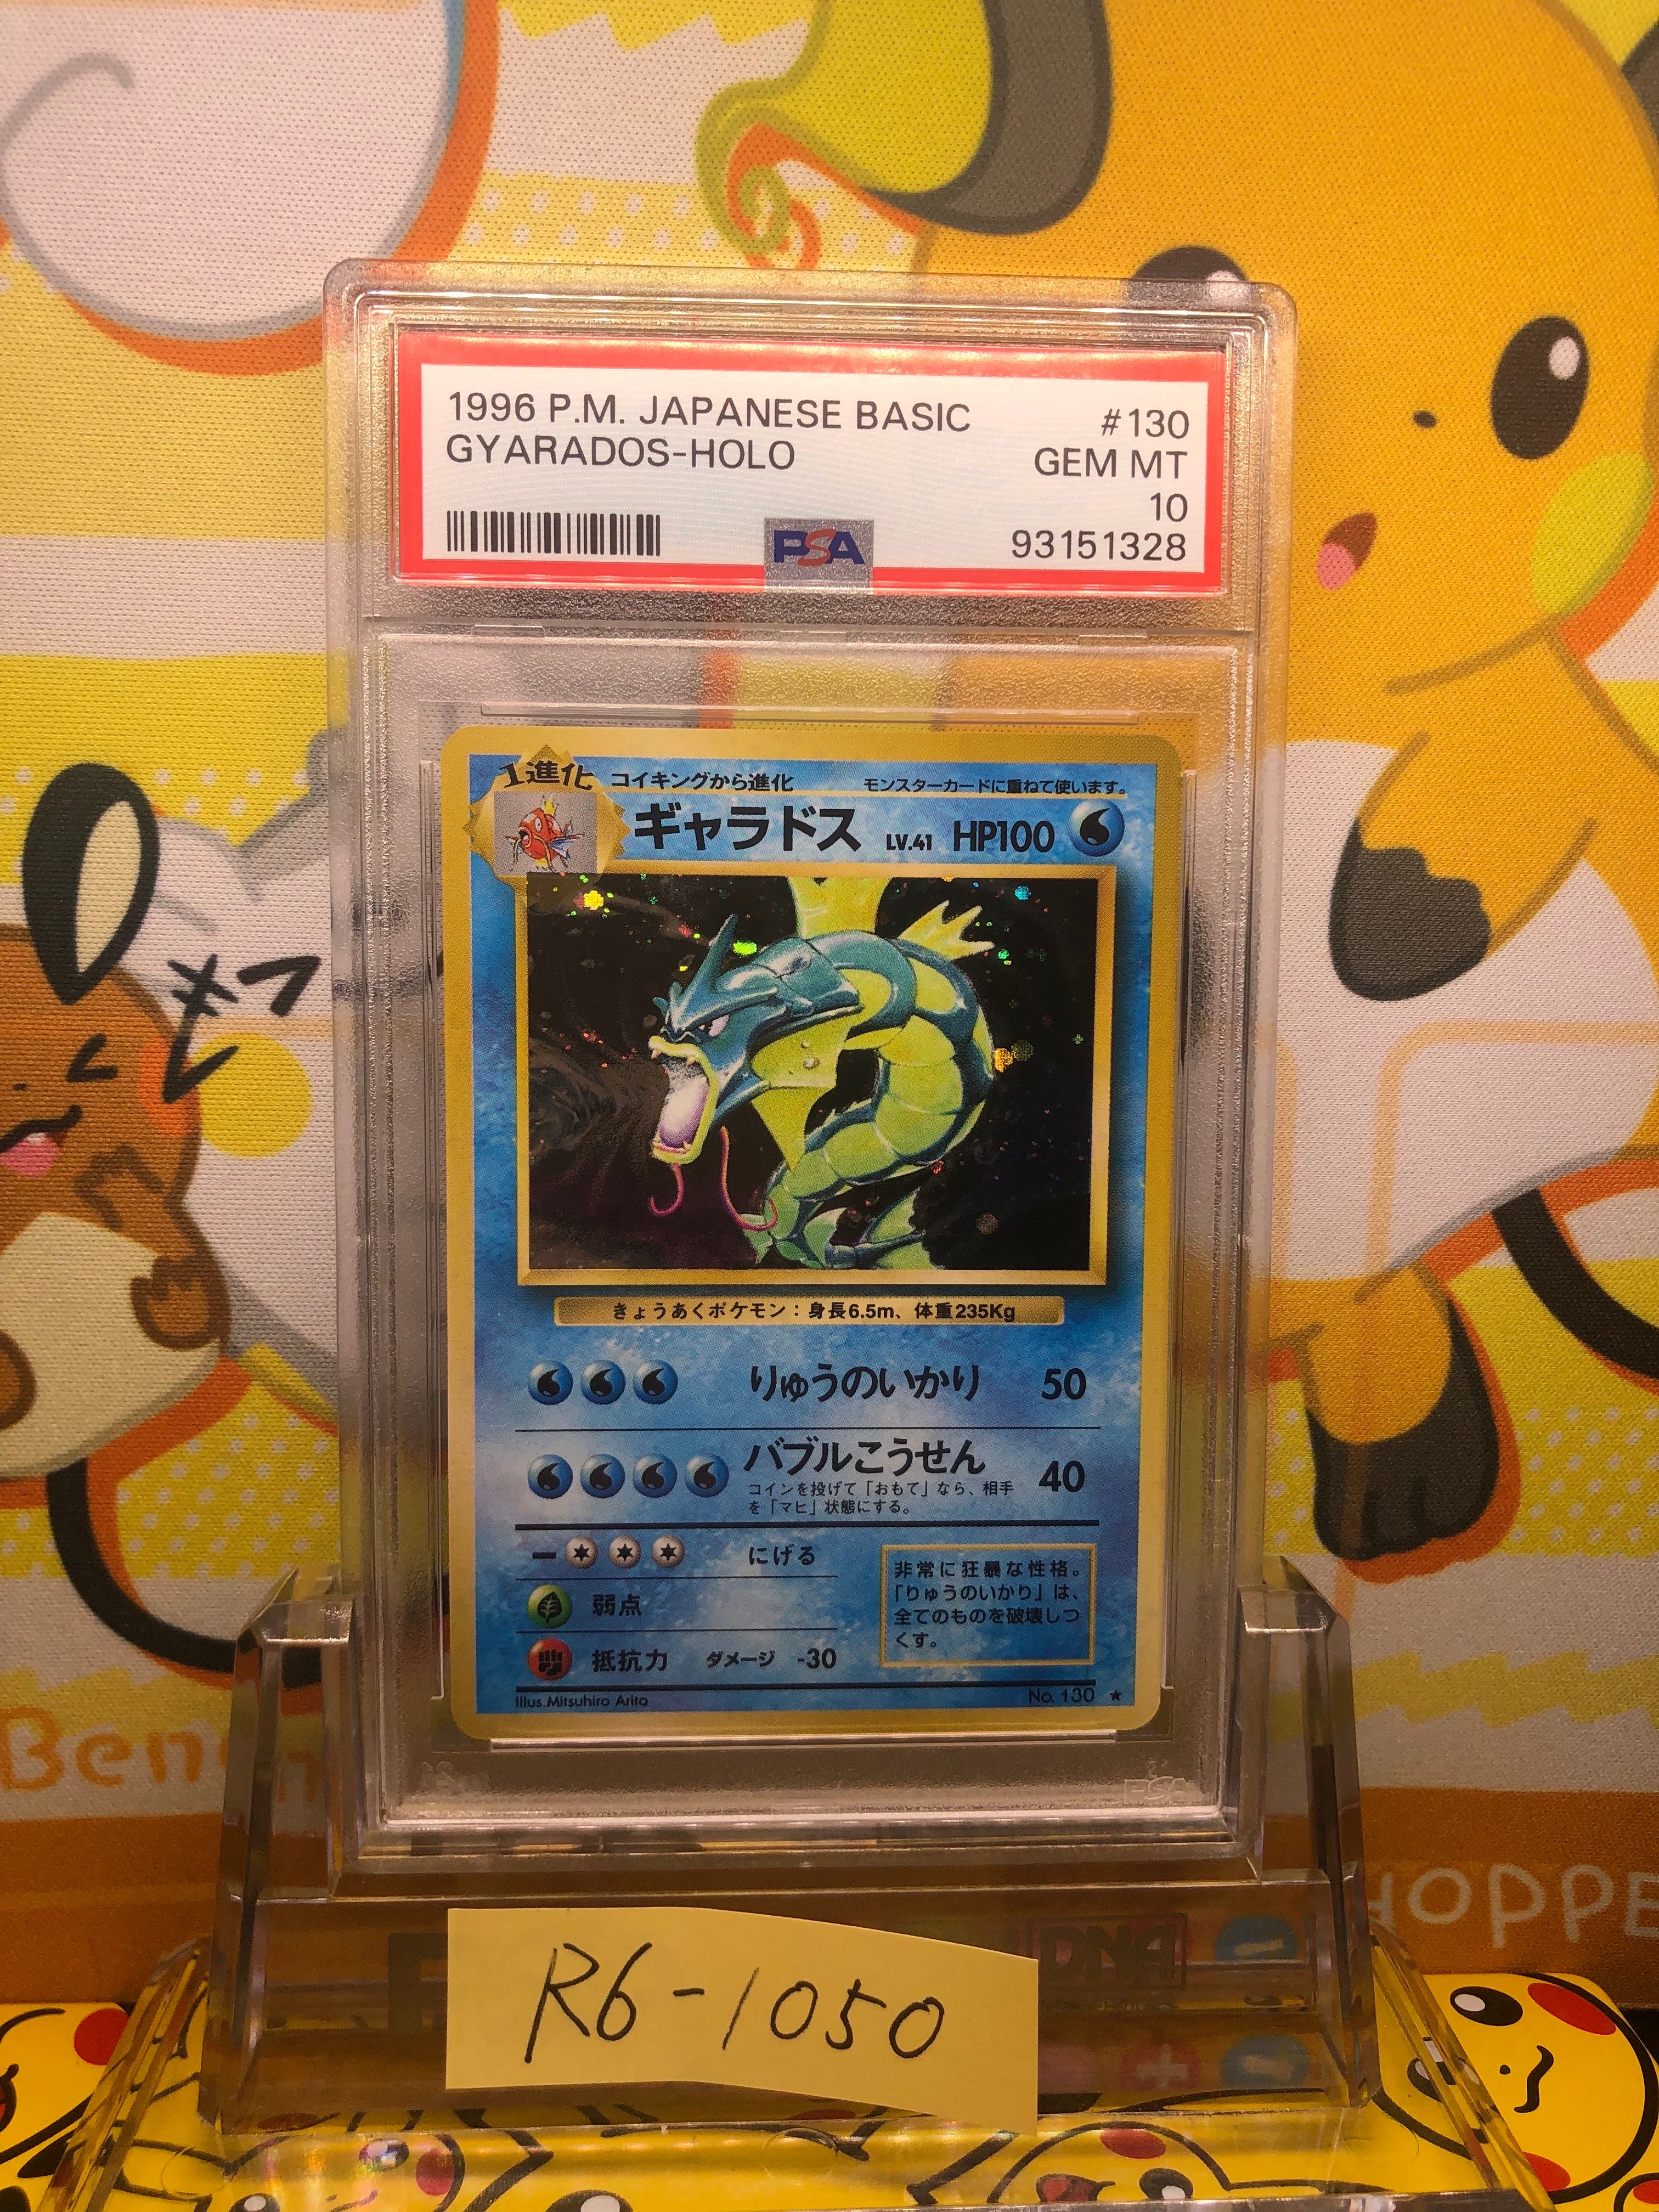 1996 P.M. JAPANESE BASIC #130
GYARADOS-HOLO GEM MT
10
PSA 93151328
1進化 コイキングから進化 モンスターカードに重ねて使います。
ギャラドス LV.41 HP100
きょうあくポケモン：身長6.5m、体重235Kg
りゅうのいかり 50
バブルこうせん 40
コインを投げて「おもて」なら、相手
を「マヒ」状態にする。
にげる
弱点
抵抗力 ダメージ -30
非常に狂暴な性格。
「りゅうのいかり」は、
全てのものを破壊しつ
くす。
Illus.Mitsuhiro Arita No. 130 ★
PSA
DNA
R6-1050